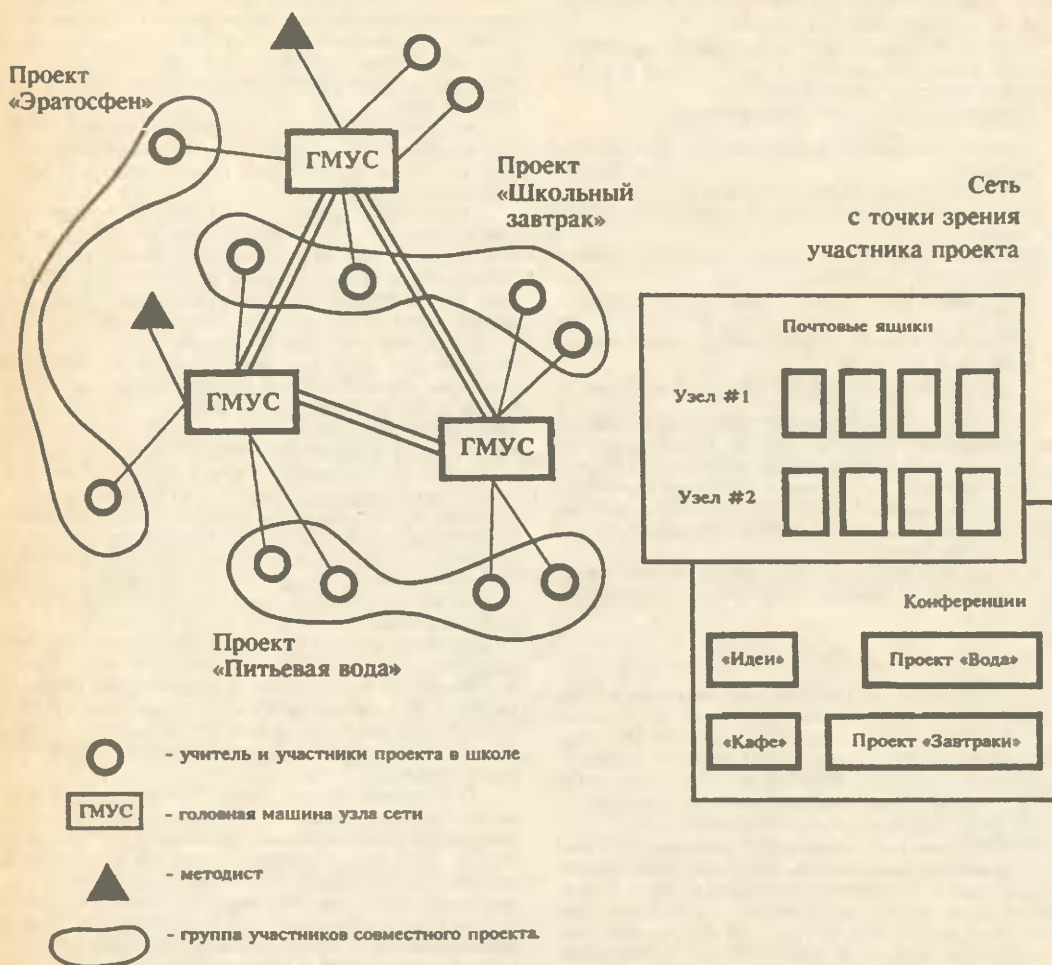 Проект
«Эратосфен»
ГМУС
Проект
«Школьный
завтрак»
ГМУС
ГМУС
Проект
«Питьевая вода»
- учитель и участники проекта в школе
ГМУС - головная машина узла сети
- методист
- группа участников совместного проекта.
Сеть
с точки зрения
участника проекта
Почтовые ящики
Узел #1
Узел #2
Конференции
«Идеи» Проект «Вода»
«Кафе» Проект «Завтраки»